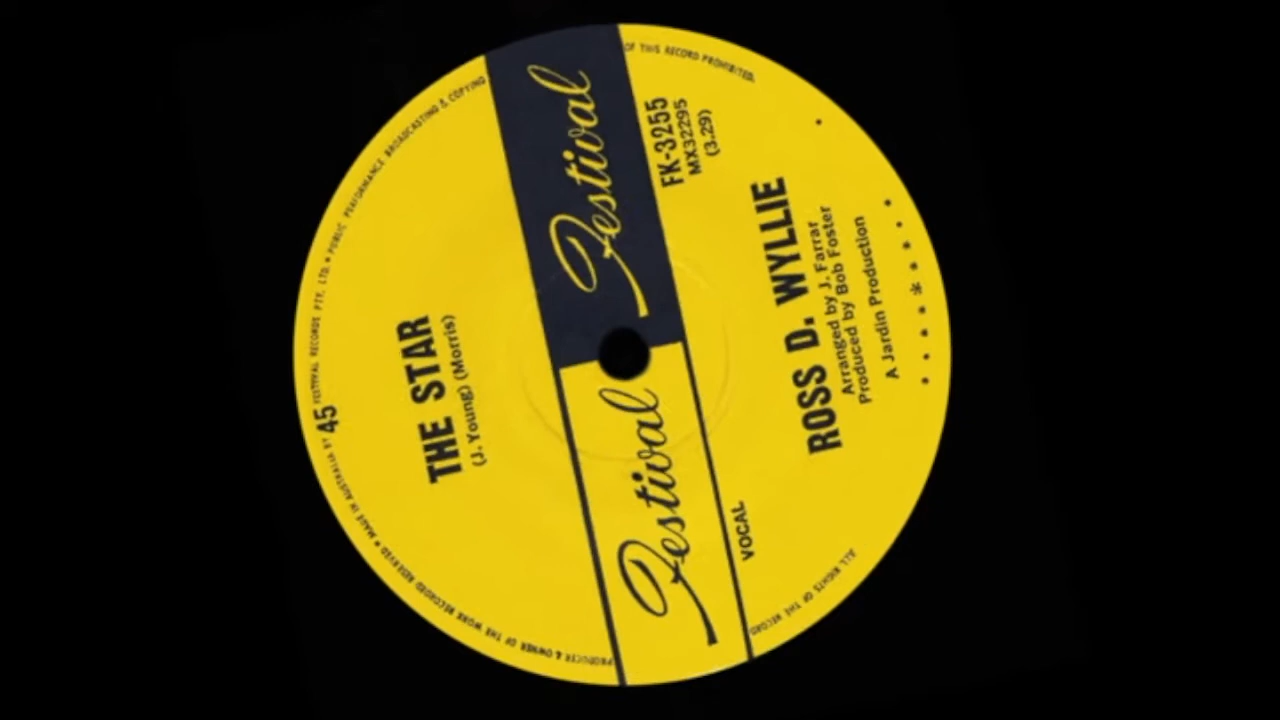 THE STAR
(J. Young) (Morris)
45
Festival
Festival
FK-3255
MX32295
(3.29)
VOCAL
ROSS D. WYLLIE
Arranged by J. Farrar
Produced by Bob Foster
A Jardin Production
MADE IN AUSTRALIA BY FESTIVAL RECORDS PTY. LTD. • PUBLIC PERFORMANCE BROADCASTING & COPYING
OF THIS RECORD PROHIBITED.
ALL RIGHTS OF THE RECORD
PRODUCER & OWNER OF THE WORK RECORDED RESERVED •